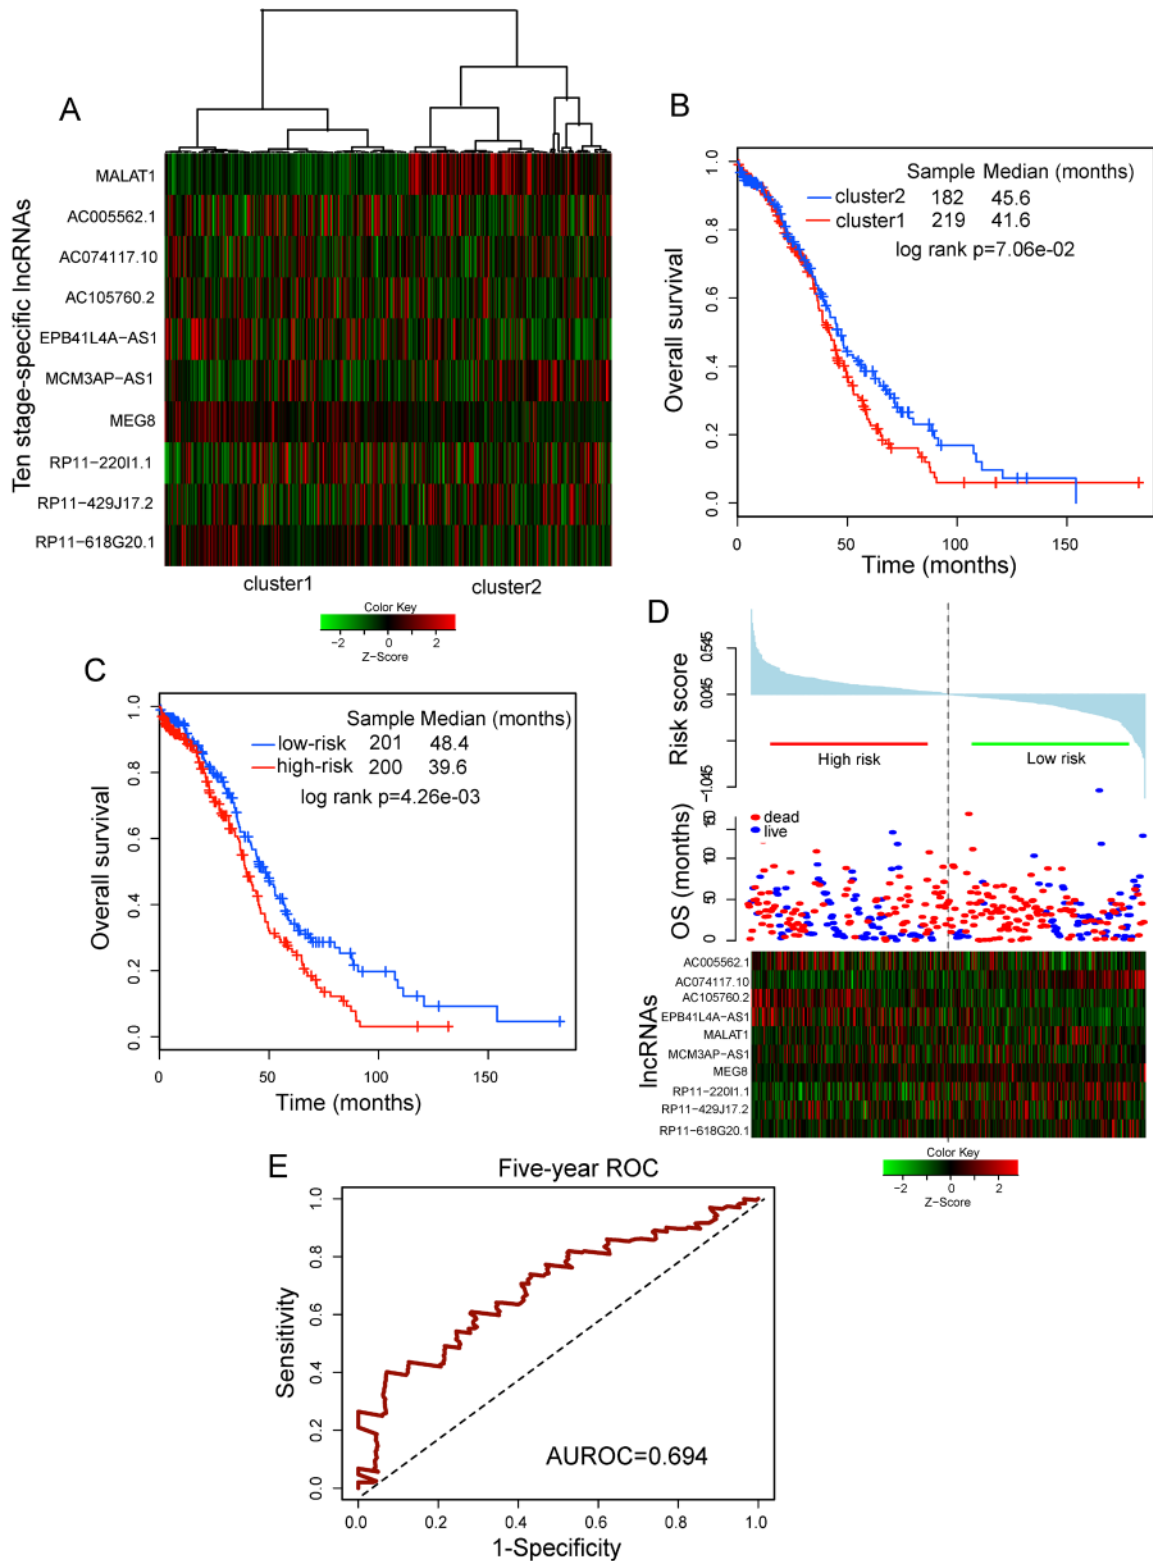 A
Ten stage-specific lncRNAs
MALAT1
AC005562.1
AC074117.10
AC105760.2
EPB41L4A-AS1
MCM3AP-AS1
MEG8
RP11-220I1.1
RP11-429J17.2
RP11-618G20.1
cluster1 cluster2
Color Key
-2 0 2
Z-Score
B
Overall survival
1.0
0.8
0.6
0.4
0.2
0.0
Sample Median (months)
cluster2 182 45.6
cluster1 219 41.6
log rank p=7.06e-02
0 50 100 150
Time (months)
C
Overall survival
1.0
0.8
0.6
0.4
0.2
0.0
Sample Median (months)
low-risk 201 48.4
high-risk 200 39.6
log rank p=4.26e-03
0 50 100 150
Time (months)
D
Risk score
0.545
0.045
-1.045
High risk Low risk
OS (months)
150
100
50
0
dead
live
lncRNAs
AC005562.1
AC074117.10
AC105760.2
EPB41L4A-AS1
MALAT1
MCM3AP-AS1
MEG8
RP11-220I1.1
RP11-429J17.2
RP11-618G20.1
Color Key
-2 0 2
Z-Score
E
Five-year ROC
Sensitivity
1.0
0.8
0.6
0.4
0.2
0.0
AUROC=0.694
0.0 0.2 0.4 0.6 0.8 1.0
1-Specificity